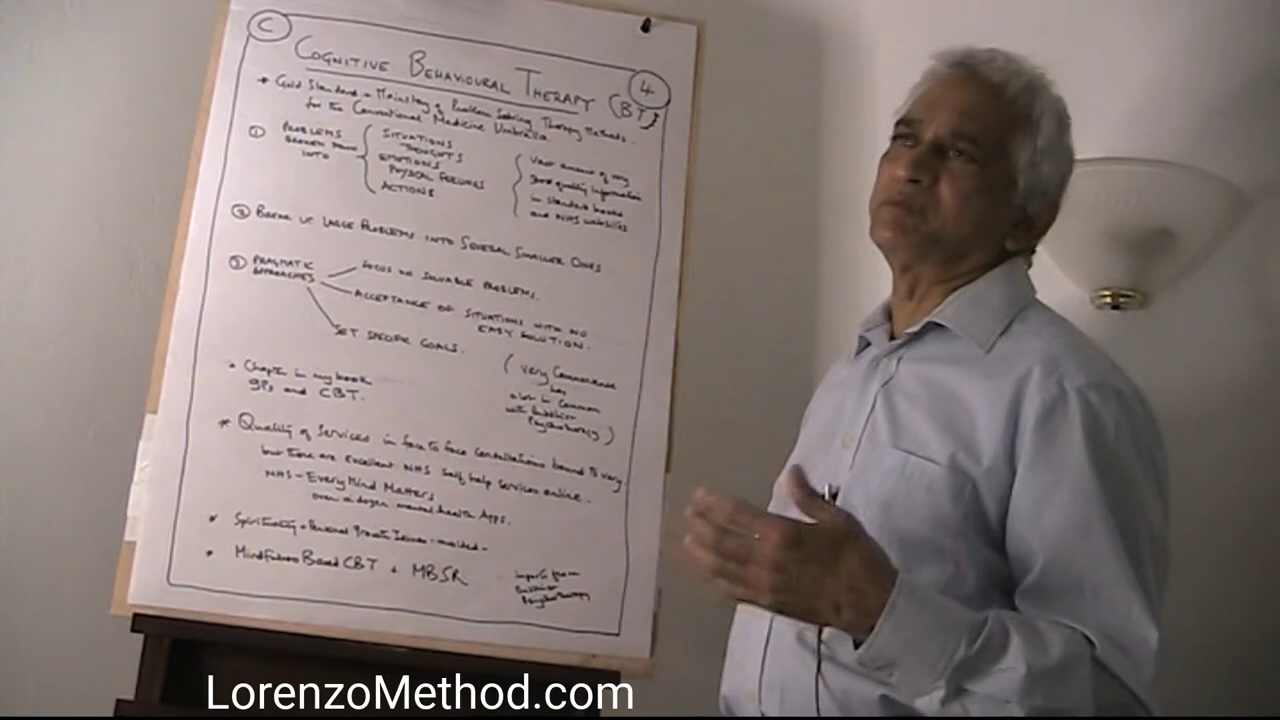 C
4
COGNITIVE BEHAVIOURAL THERAPY (CBT)
* Gold Standard + Mainstay of Problem Solving Therapy Methods
for the Conventional Medicine Umbrella.
① PROBLEMS BROKEN DOWN INTO
SITUATIONS
THOUGHTS
EMOTIONS
PHYSICAL FEELINGS
ACTIONS
Vast amount of very
good quality information
in standard books
and NHS websites
② BREAK UP LARGE PROBLEMS INTO SEVERAL SMALLER ONES
③ PRAGMATIC APPROACHES
FOCUS ON SOLVABLE PROBLEMS.
ACCEPTANCE OF SITUATIONS WITH NO
EASY SOLUTION.
SET SPECIFIC GOALS.
(very Commonsense
has
a lot in Common
with Buddhist
Psychotherapy)
* Chapter in my book
GPs and CBT.
* Quality of Services in face to face Consultations bound to vary
but there are excellent NHS Self help Services online.
NHS - Every Mind Matters
over a dozen mental health Apps.
* Spirituality + Personal Growth Issues - avoided -
* Mindfulness Based CBT + MBSR
imports from
Buddhist
Psychotherapy
LorenzoMethod.com